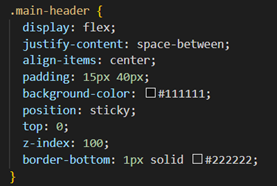 .main-header {
display: flex;
justify-content: space-between;
align-items: center;
padding: 15px 40px;
background-color: #111111;
position: sticky;
top: 0;
z-index: 100;
border-bottom: 1px solid #222222;
}